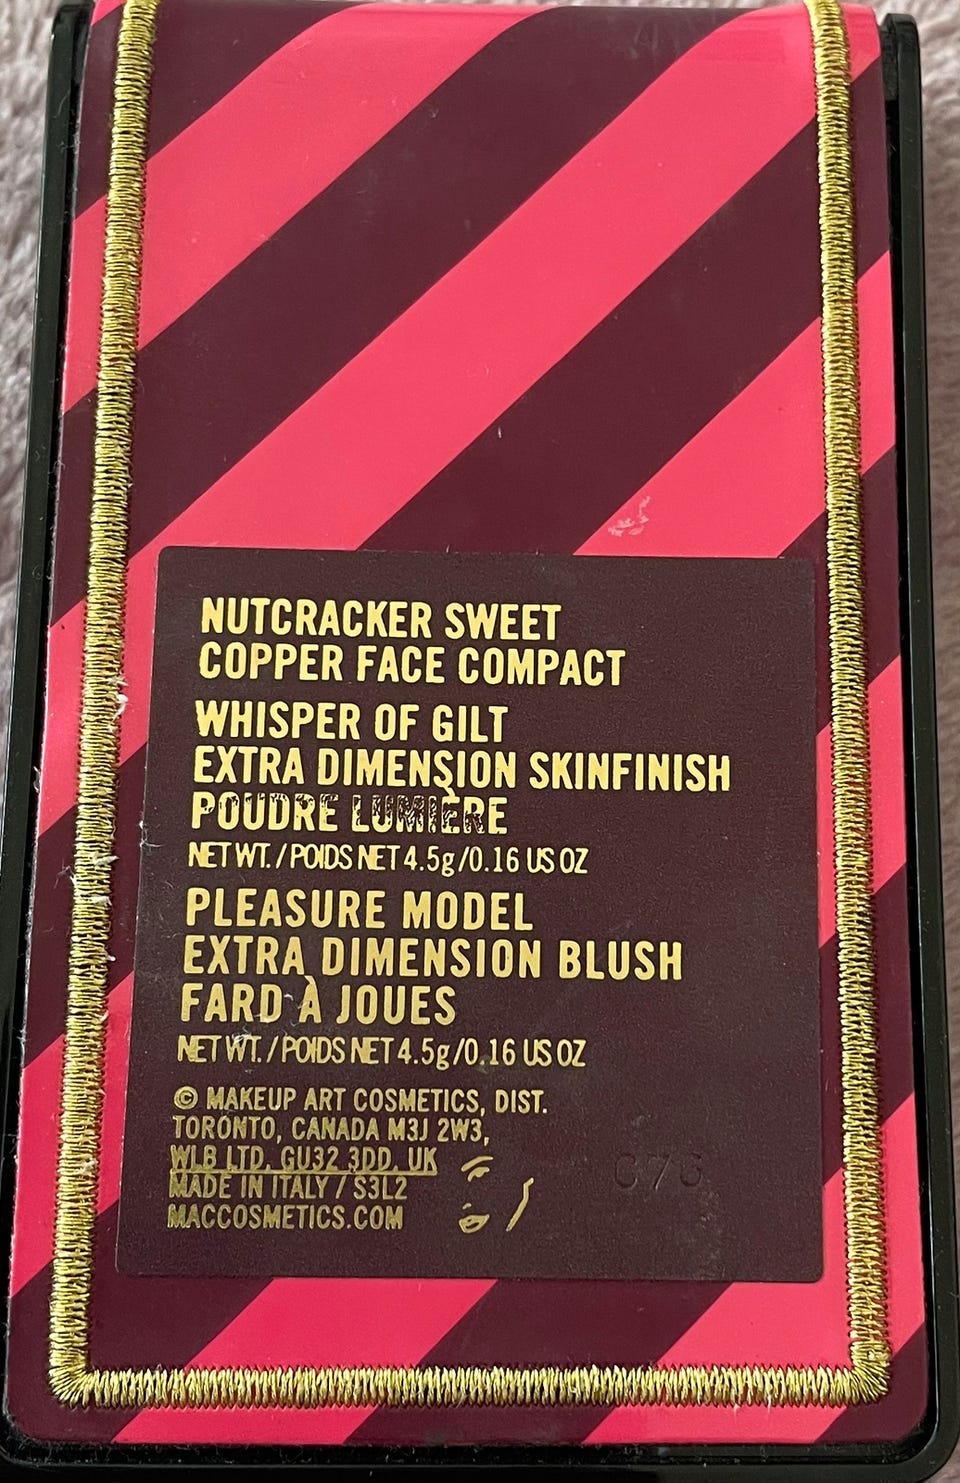 NUTCRACKER SWEET
COPPER FACE COMPACT
WHISPER OF GILT
EXTRA DIMENSION SKINFINISH
POUDRE LUMIÈRE
NET WT. / POIDS NET 4.5g/0.16 US OZ
PLEASURE MODEL
EXTRA DIMENSION BLUSH
FARD À JOUES
NET WT. / POIDS NET 4.5g/0.16 US OZ
© MAKEUP ART COSMETICS, DIST.
TORONTO, CANADA M3J 2W3,
WLB LTD, GU32 3DD, UK
MADE IN ITALY / S3L2
MACCOSMETICS.COM